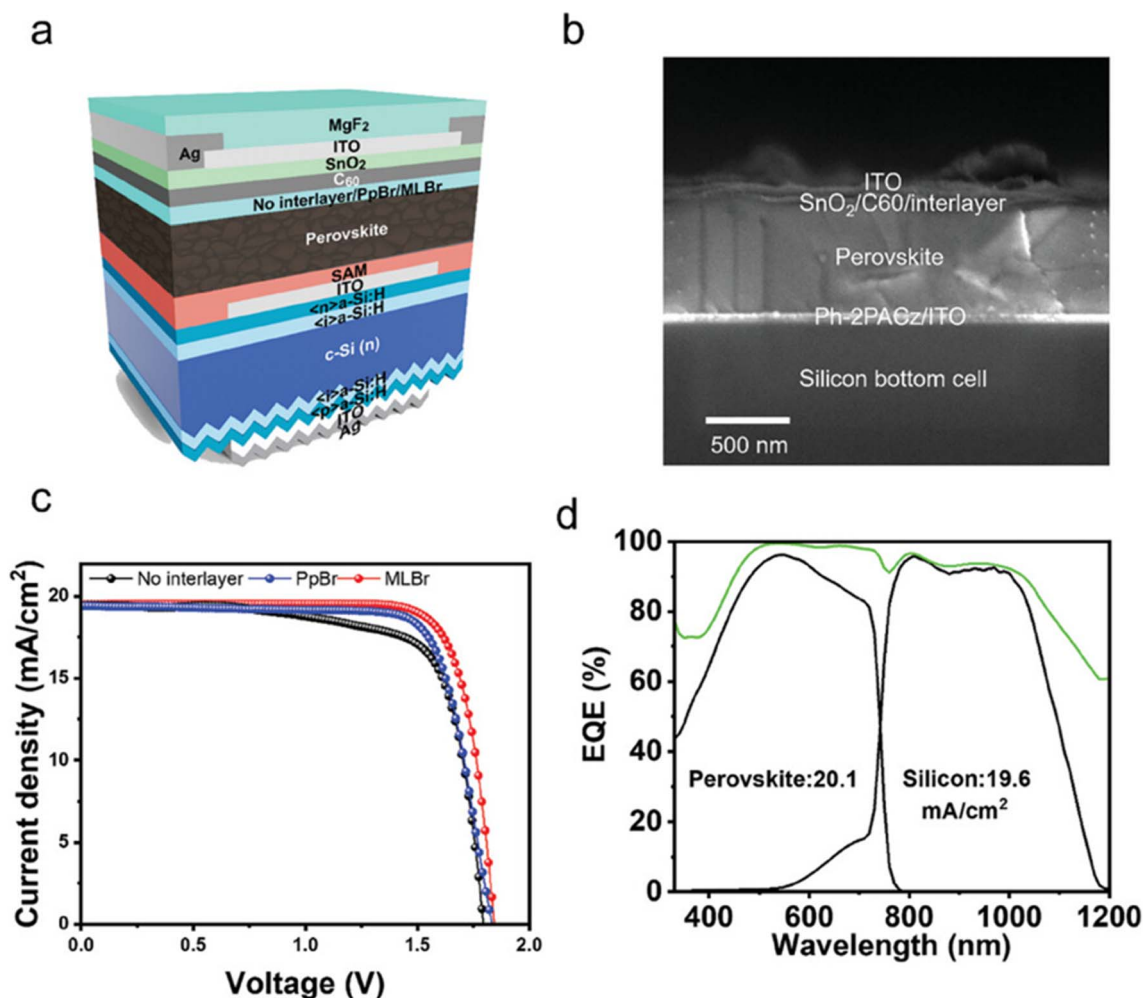 a
MgF₂
Ag
ITO
SnO₂
C₆₀
No interlayer/PpBr/MLBr
Perovskite
SAM
ITO
<n>a-Si:H
<i>a-Si:H
c-Si (n)
<i>a-Si:H
<p>a-Si:H
ITO
Ag
b
ITO
SnO₂/C60/interlayer
Perovskite
Ph-2PACz/ITO
Silicon bottom cell
500 nm
c
No interlayer PpBr MLBr
Current density (mA/cm²)
20
15
10
5
0
0.0 0.5 1.0 1.5 2.0
Voltage (V)
d
EQE (%)
100
80
60
40
20
0
Perovskite:20.1
Silicon:19.6
mA/cm²
400 600 800 1000 1200
Wavelength (nm)